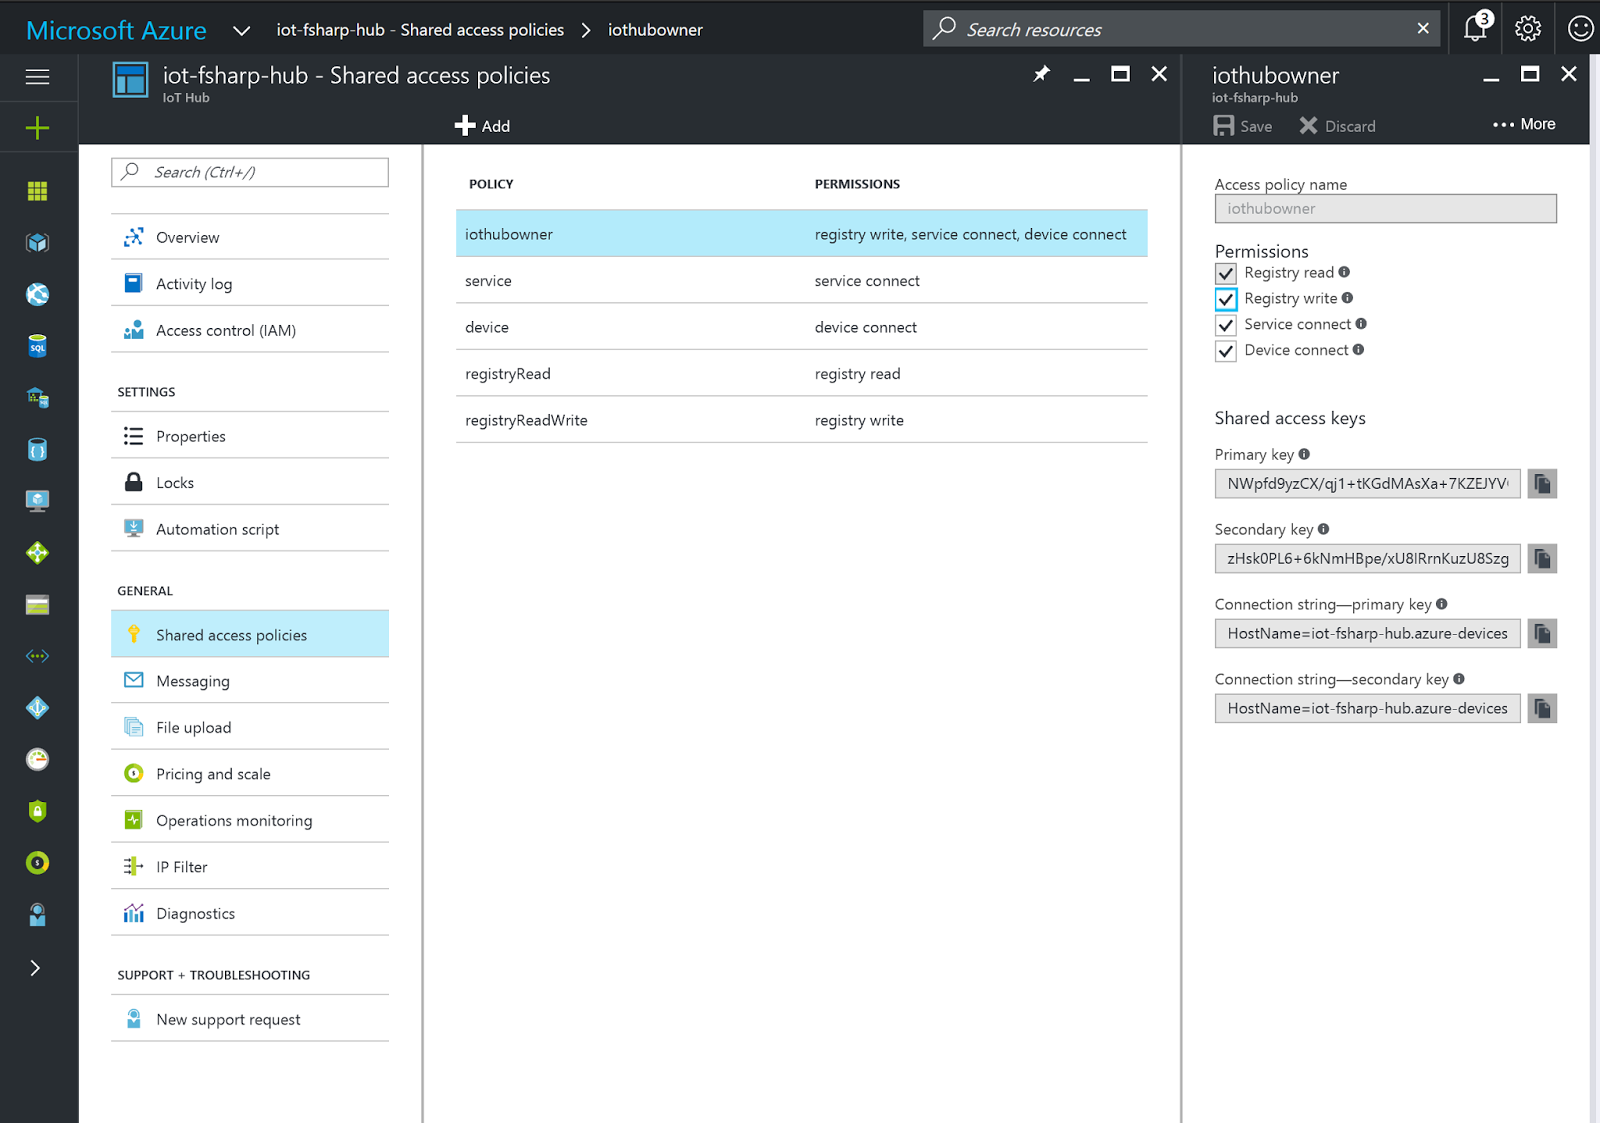 Microsoft Azure
iot-fsharp-hub - Shared access policies > iothubowner
Search resources
3
iot-fsharp-hub - Shared access policies
IoT Hub
Add
iothubowner
iot-fsharp-hub
Save
Discard
More
Search (Ctrl+/)
Overview
Activity log
Access control (IAM)
SETTINGS
Properties
Locks
Automation script
GENERAL
Shared access policies
Messaging
File upload
Pricing and scale
Operations monitoring
IP Filter
Diagnostics
SUPPORT + TROUBLESHOOTING
New support request
POLICY PERMISSIONS
iothubowner registry write, service connect, device connect
service service connect
device device connect
registryRead registry read
registryReadWrite registry write
Access policy name
iothubowner
Permissions
Registry read
Registry write
Service connect
Device connect
Shared access keys
Primary key
NWpfd9yzCX/qj1+tKGdMAsXa+7KZEJYV
Secondary key
zHsk0PL6+6kNmHBpe/xU8IRrnKuzU8Szg
Connection string—primary key
HostName=iot-fsharp-hub.azure-devices
Connection string—secondary key
HostName=iot-fsharp-hub.azure-devices
SQL